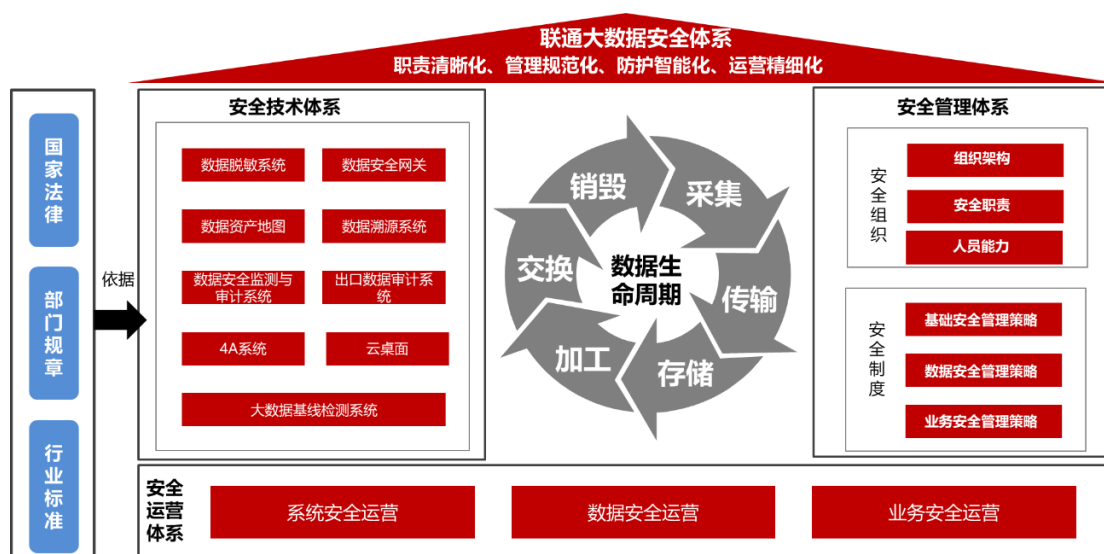 联通大数据安全体系
职责清晰化、管理规范化、防护智能化、运营精细化
国家法律
部门规章
行业标准
依据
安全技术体系
数据脱敏系统
数据安全网关
数据资产地图
数据溯源系统
数据安全监测与
审计系统
出口数据审计系
统
4A系统
云桌面
大数据基线检测系统
数据生
命周期
采集
传输
存储
加工
交换
销毁
安全管理体系
安全组织
组织架构
安全职责
人员能力
安全制度
基础安全管理策略
数据安全管理策略
业务安全管理策略
安全
运营
体系
系统安全运营
数据安全运营
业务安全运营